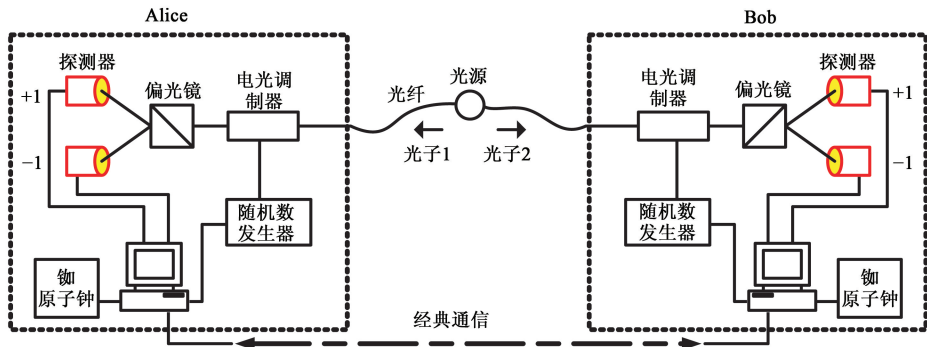 Alice
Bob
探测器
+1
偏光镜
电光调
制器
-1
随机数
发生器
铷
原子钟
光纤
光源
光子1
光子2
电光调
制器
偏光镜
探测器
+1
-1
随机数
发生器
铷
原子钟
经典通信